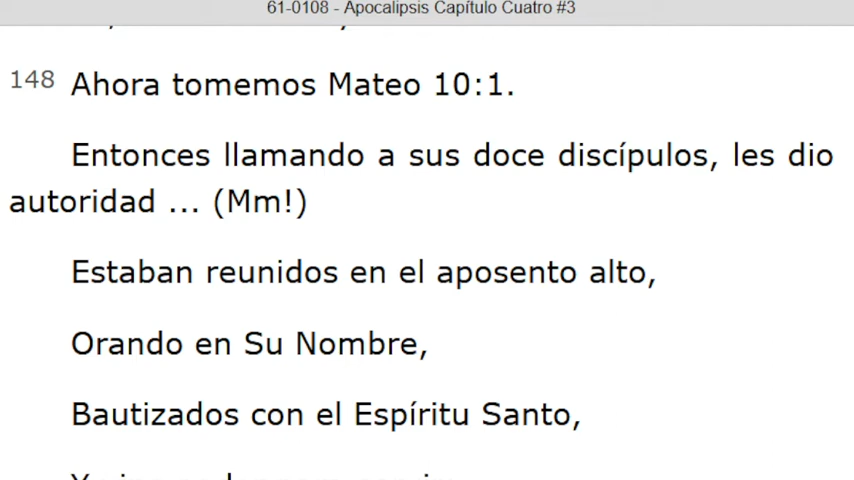 61-0108 - Apocalipsis Capítulo Cuatro #3
148 Ahora tomemos Mateo 10:1.
Entonces llamando a sus doce discípulos, les dio
autoridad ... (Mm!)
Estaban reunidos en el aposento alto,
Orando en Su Nombre,
Bautizados con el Espíritu Santo,